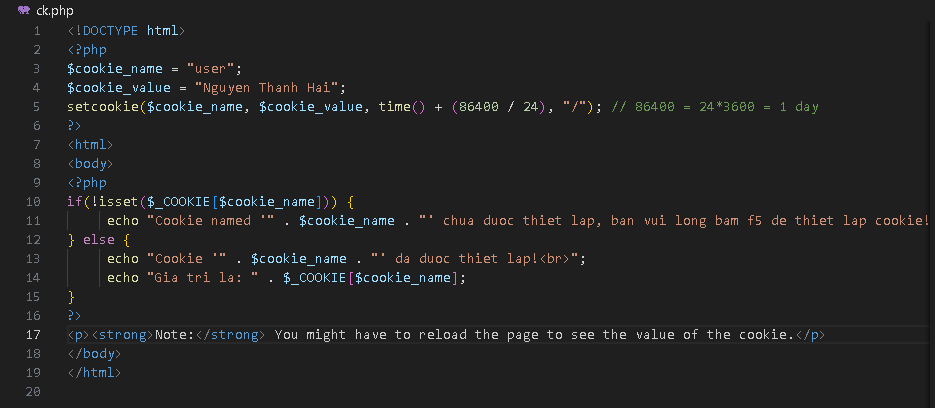 ck.php
1 <!DOCTYPE html>
2 <?php
3 $cookie_name = "user";
4 $cookie_value = "Nguyen Thanh Hai";
5 setcookie($cookie_name, $cookie_value, time() + (86400 / 24), "/"); // 86400 = 24*3600 = 1 day
6 ?>
7 <html>
8 <body>
9 <?php
10 if(!isset($_COOKIE[$cookie_name])) {
11 echo "Cookie named '" . $cookie_name . "' chua duoc thiet lap, ban vui long bam f5 de thiet lap cookie!
12 } else {
13 echo "Cookie '" . $cookie_name . "' da duoc thiet lap!<br>";
14 echo "Gia tri la: " . $_COOKIE[$cookie_name];
15 }
16 ?>
17 <p><strong>Note:</strong> You might have to reload the page to see the value of the cookie.</p>
18 </body>
19 </html>
20